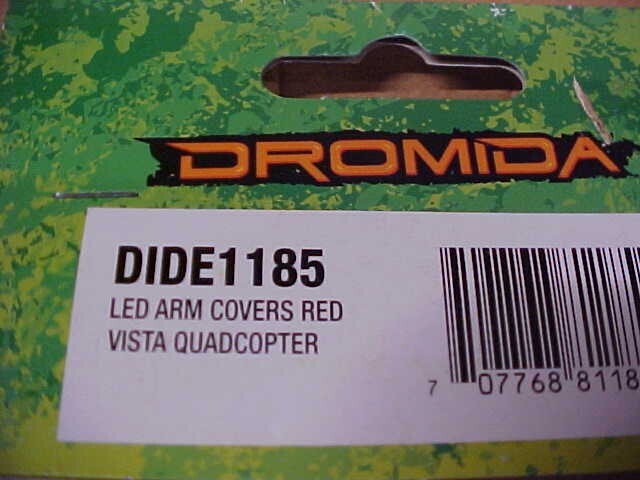 DROMIDA
DIDE1185
LED ARM COVERS RED
VISTA QUADCOPTER
7 07768 8118